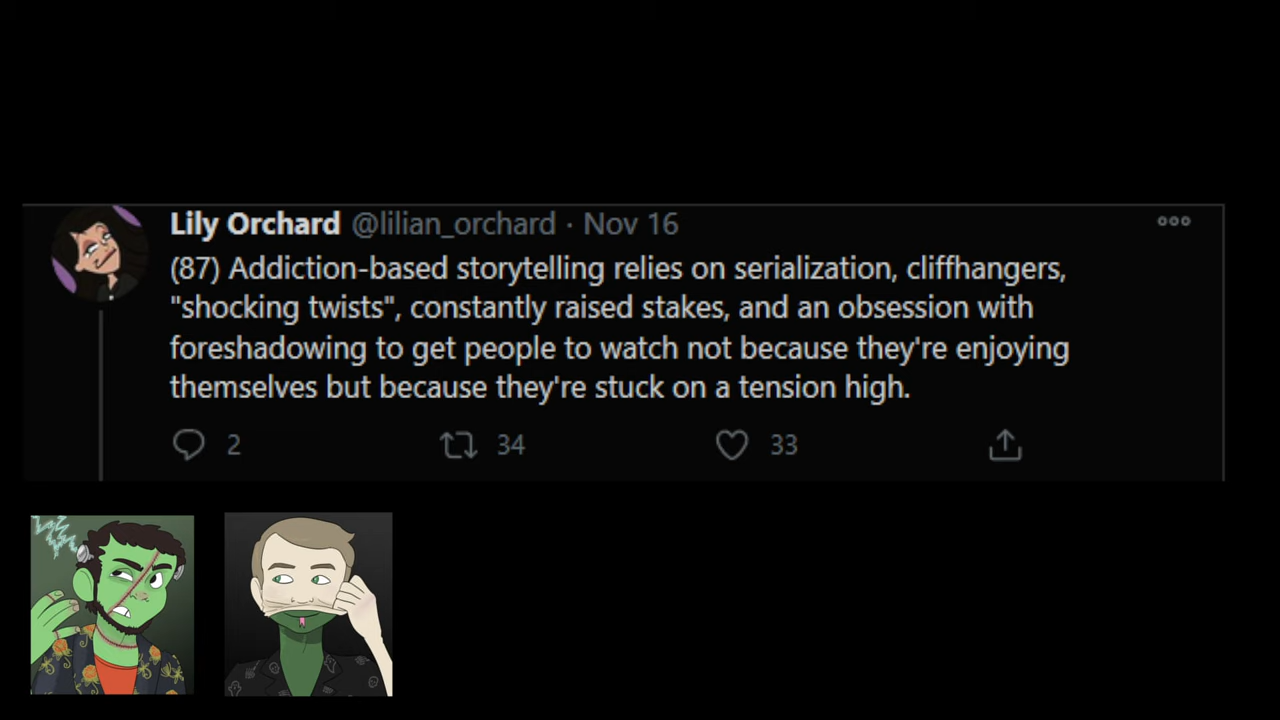 Lily Orchard @lilian_orchard · Nov 16
(87) Addiction-based storytelling relies on serialization, cliffhangers,
"shocking twists", constantly raised stakes, and an obsession with
foreshadowing to get people to watch not because they're enjoying
themselves but because they're stuck on a tension high.
2 34 33